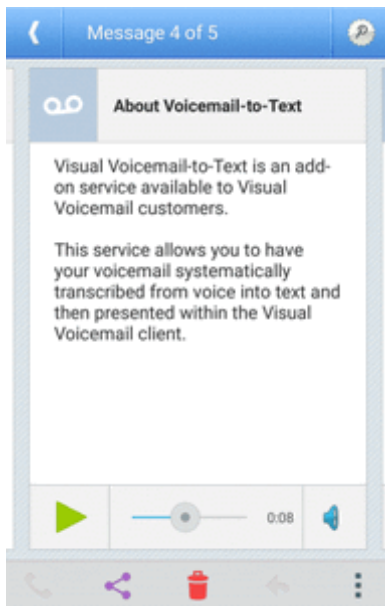 Message 4 of 5
About Voicemail-to-Text
Visual Voicemail-to-Text is an add-
on service available to Visual
Voicemail customers.
This service allows you to have
your voicemail systematically
transcribed from voice into text and
then presented within the Visual
Voicemail client.
0:08